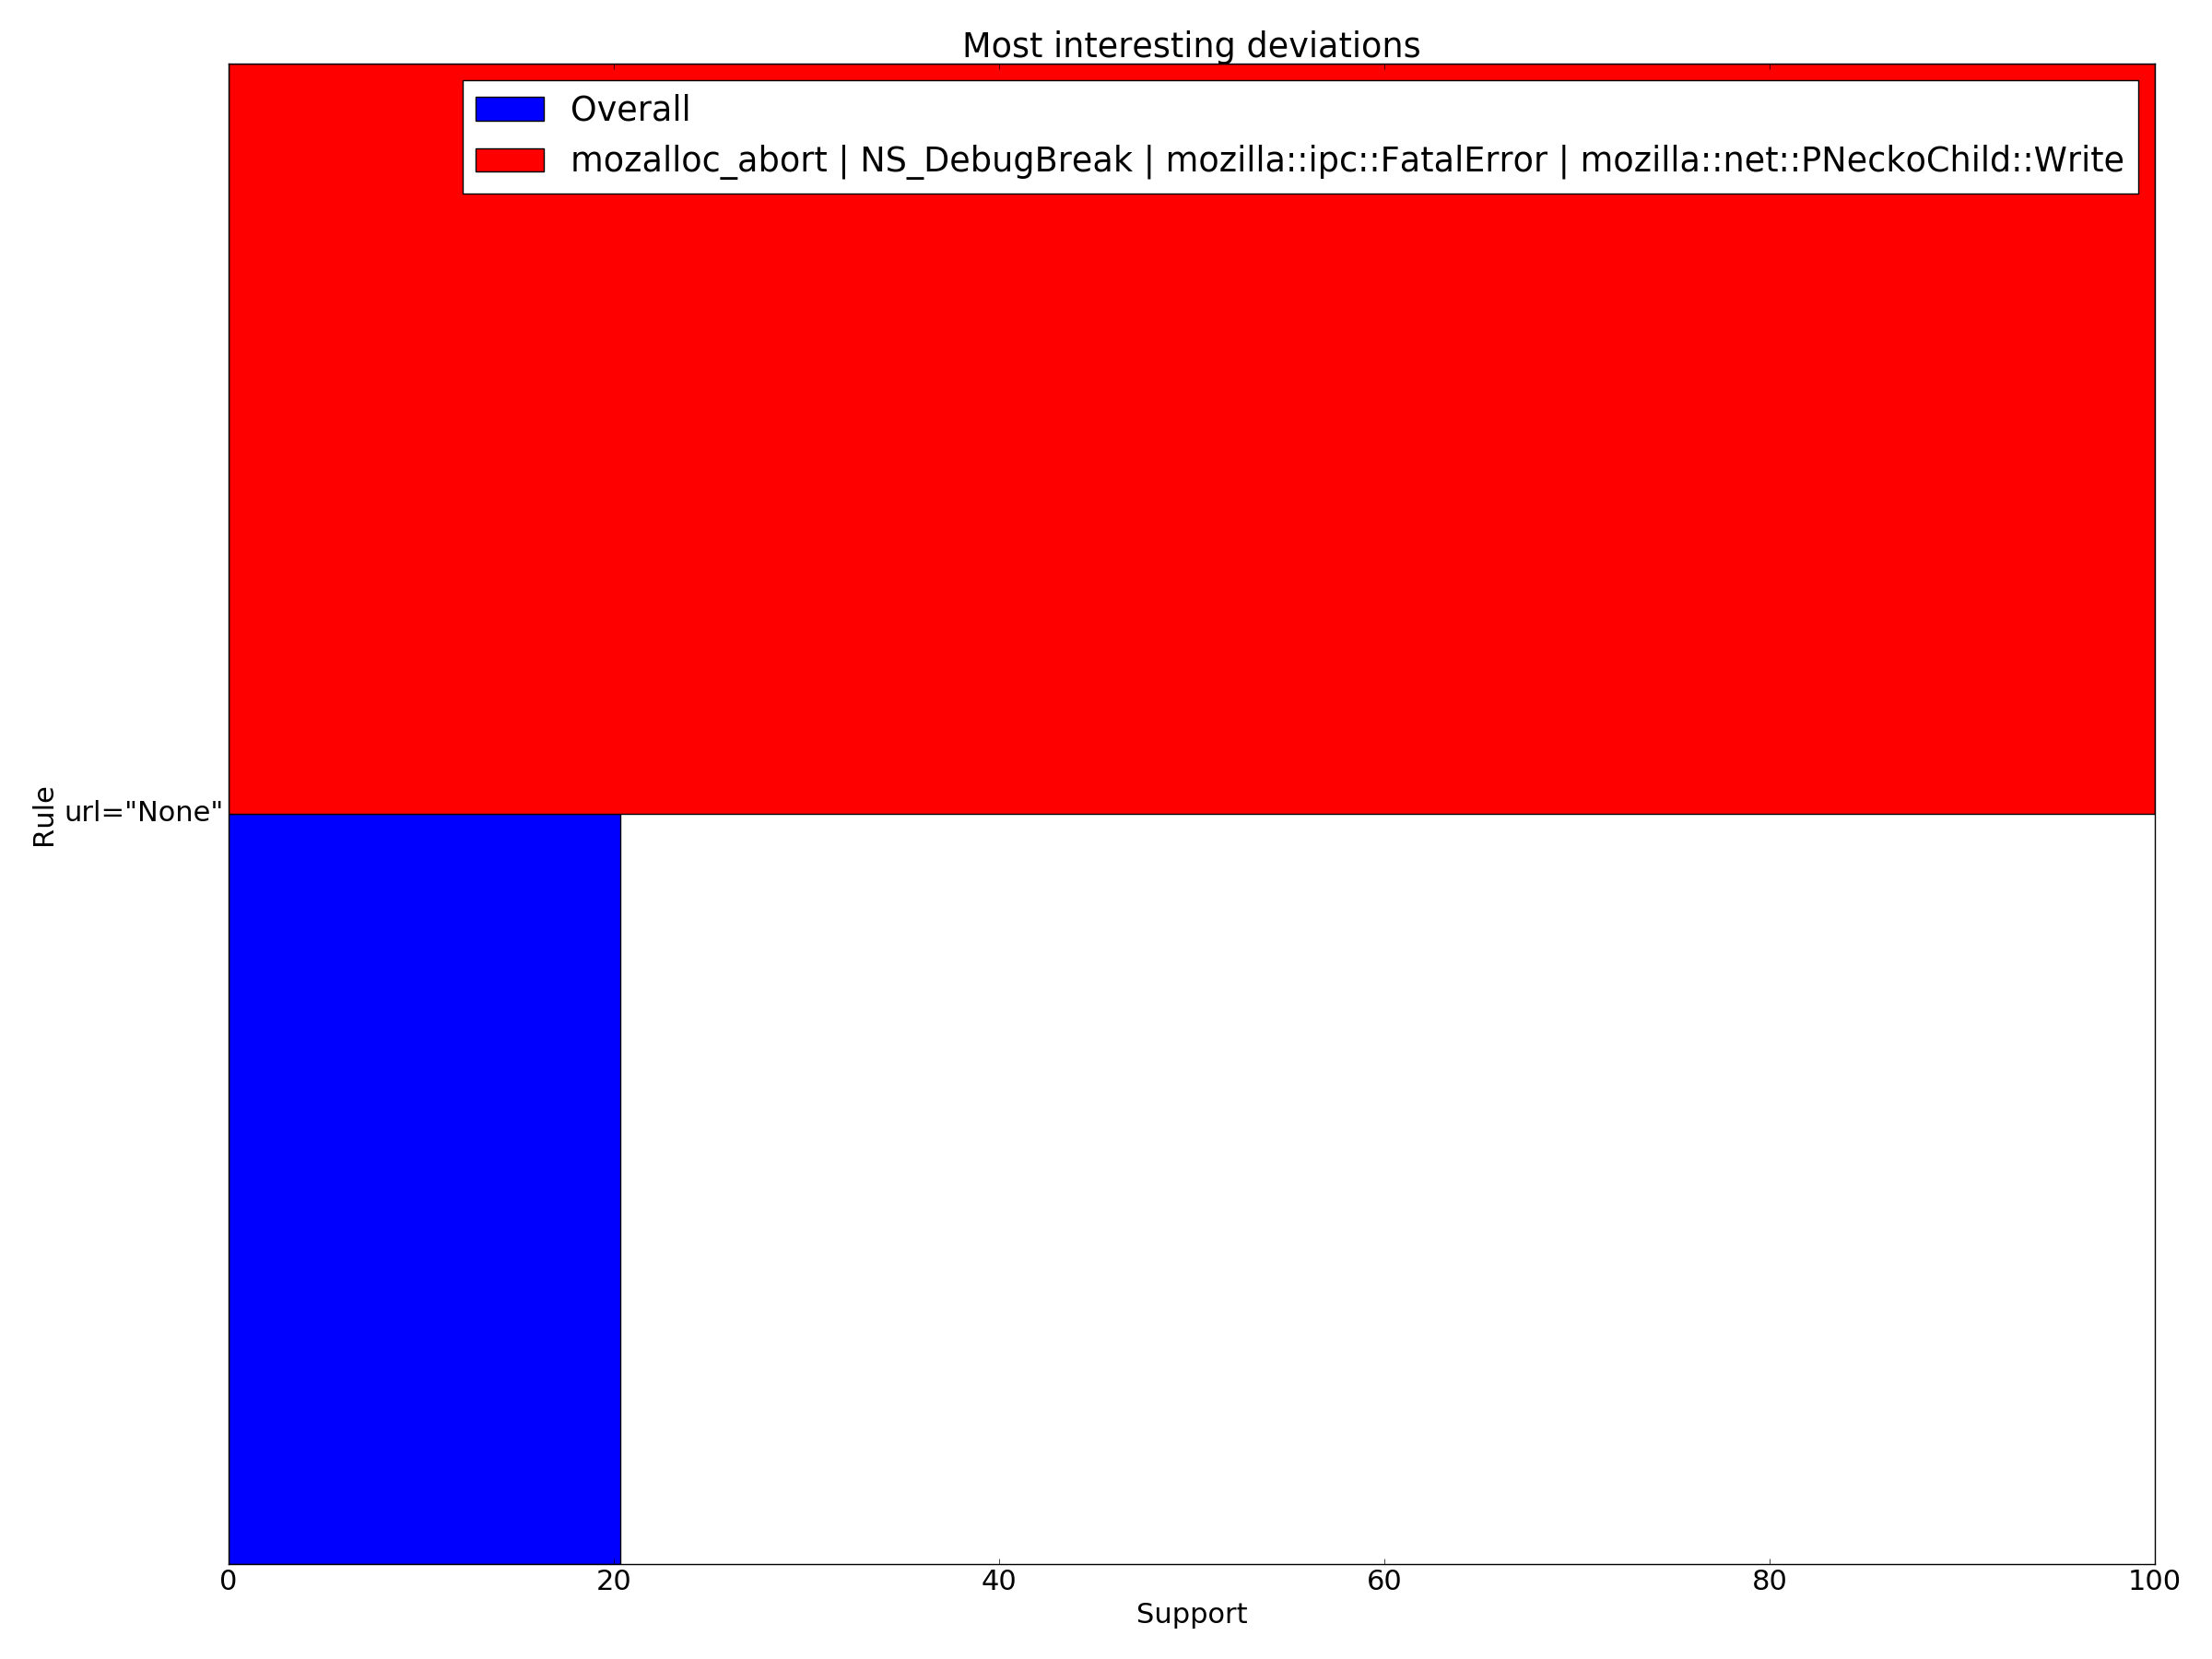 Most interesting deviations
Overall
mozalloc_abort | NS_DebugBreak | mozilla::ipc::FatalError | mozilla::net::PNeckoChild::Write
Rule
url="None"
0 20 40 60 80 100
Support